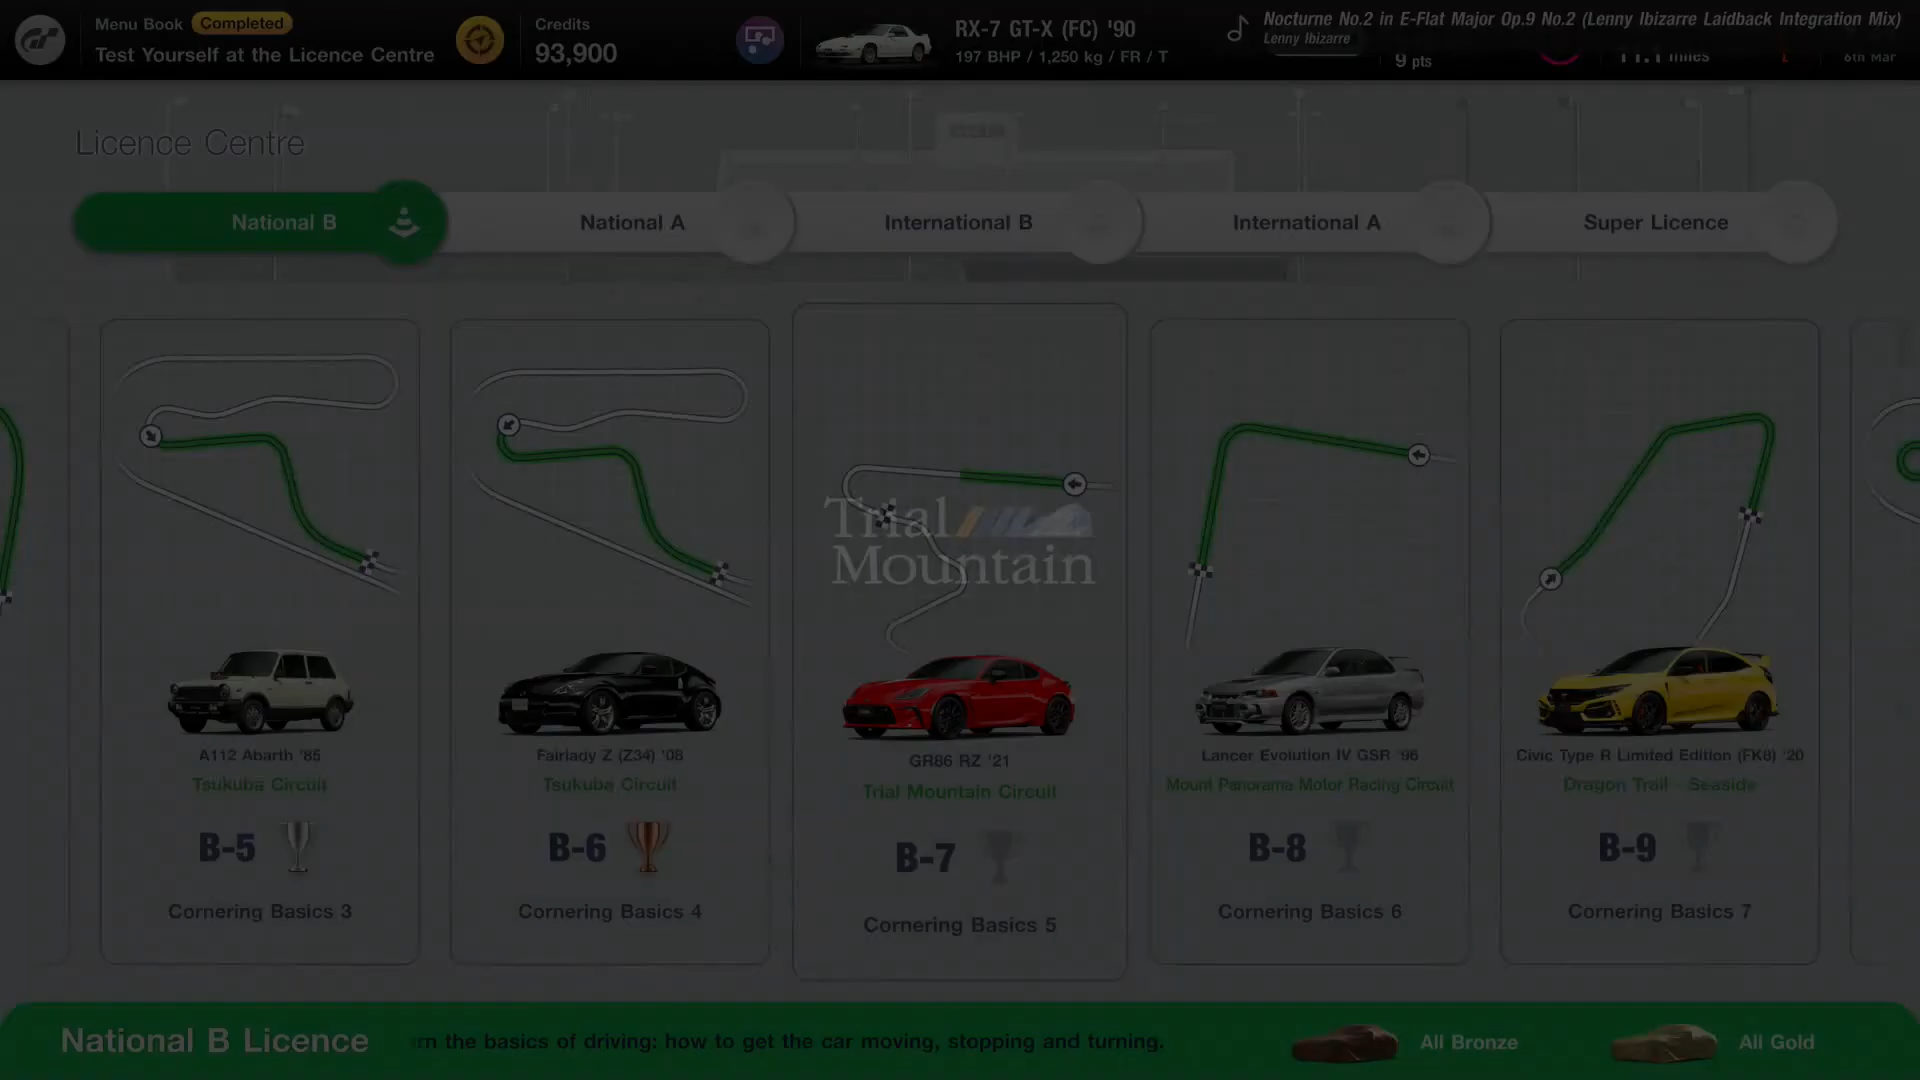 Menu Book Completed
Test Yourself at the Licence Centre
Credits
93,900
RX-7 GT-X (FC) '90
197 BHP / 1,250 kg / FR / T
Nocturne No.2 in E-Flat Major Op.9 No.2 (Lenny Ibizarre Laidback Integration Mix)
Lenny Ibizarre
9 pts
11.1 miles
6th Mar
Licence Centre
National B
National A
International B
International A
Super Licence
Trial
Mountain
A112 Abarth '85
Tsukuba Circuit
B-5
Cornering Basics 3
Fairlady Z (Z34) '08
Tsukuba Circuit
B-6
Cornering Basics 4
GR86 RZ '21
Trial Mountain Circuit
B-7
Cornering Basics 5
Lancer Evolution IV GSR '96
Mount Panorama Motor Racing Circuit
B-8
Cornering Basics 6
Civic Type R Limited Edition (FK8) '20
Dragon Trail - Seaside
B-9
Cornering Basics 7
National B Licence
rn the basics of driving: how to get the car moving, stopping and turning.
All Bronze
All Gold